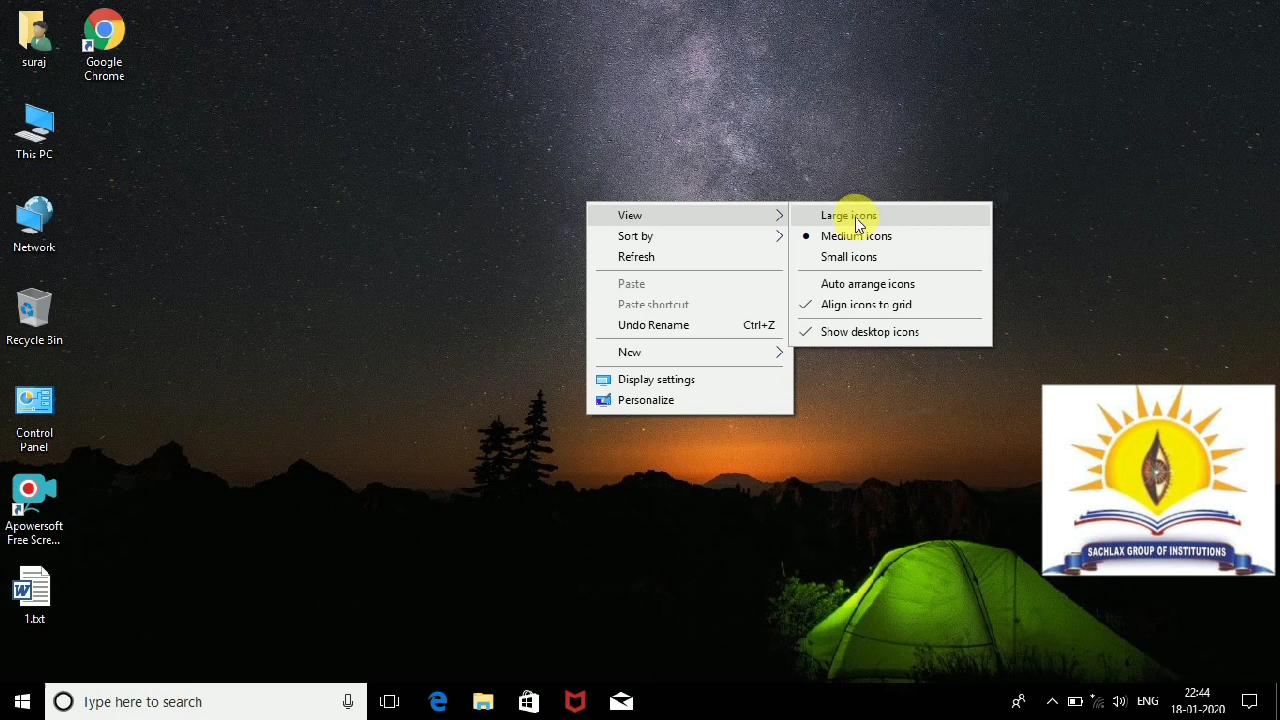 suraj
Google
Chrome
This PC
Network
Recycle Bin
Control
Panel
Apowersoft
Free Scre...
1.txt
View
Sort by
Refresh
Paste
Paste shortcut
Undo Rename Ctrl+Z
New
Display settings
Personalize
Large icons
Medium icons
Small icons
Auto arrange icons
Align icons to grid
Show desktop icons
SACHLAX GROUP OF INSTITUTIONS
Type here to search
ENG
22:44
18-01-2020